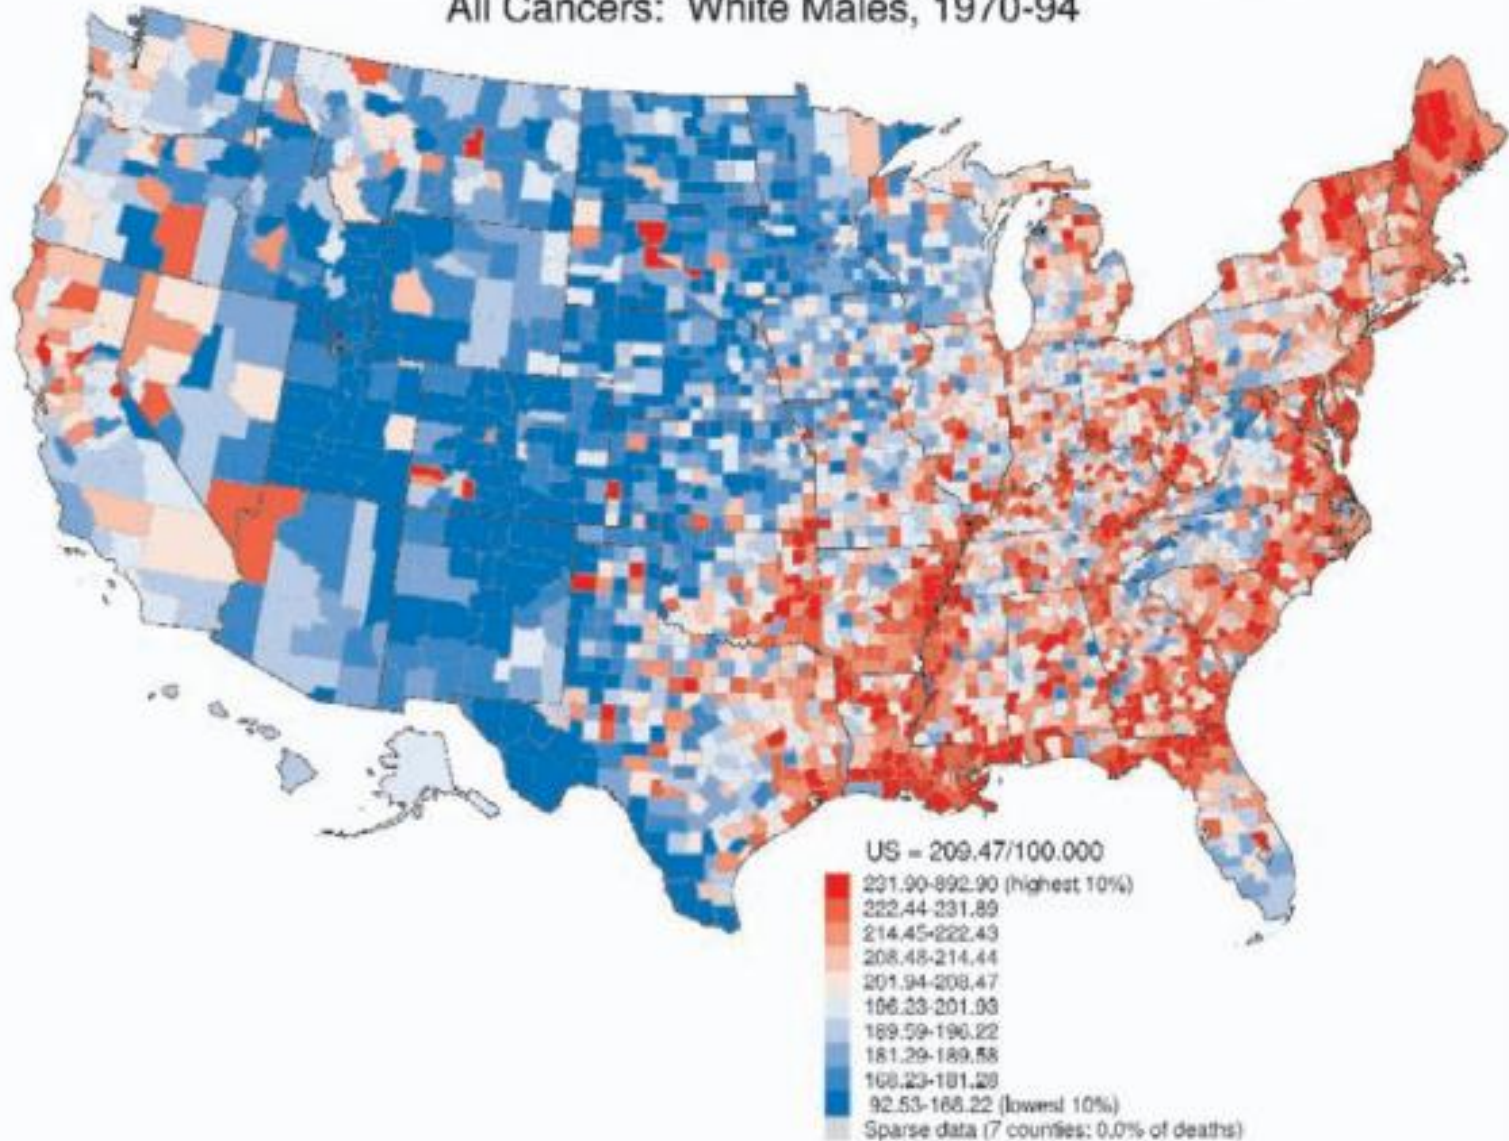 All Cancers: White Males, 1970-94
US = 209.47/100.000
231.90-892.90 (highest 10%)
222.44-231.89
214.45-222.43
208.48-214.44
201.94-208.47
196.23-201.93
189.59-196.22
181.29-189.58
168.23-181.28
92.53-168.22 (lowest 10%)
Sparse data (7 counties; 0.0% of deaths)